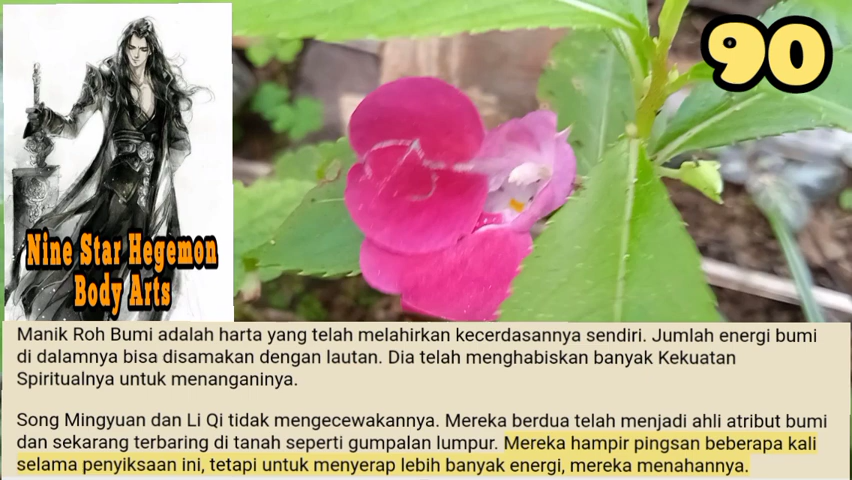 90
Nine Star Hegemon
Body Arts
Manik Roh Bumi adalah harta yang telah melahirkan kecerdasannya sendiri. Jumlah energi bumi
di dalamnya bisa disamakan dengan lautan. Dia telah menghabiskan banyak Kekuatan
Spiritualnya untuk menanganinya.
Song Mingyuan dan Li Qi tidak mengecewakannya. Mereka berdua telah menjadi ahli atribut bumi
dan sekarang terbaring di tanah seperti gumpalan lumpur. Mereka hampir pingsan beberapa kali
selama penyiksaan ini, tetapi untuk menyerap lebih banyak energi, mereka menahannya.